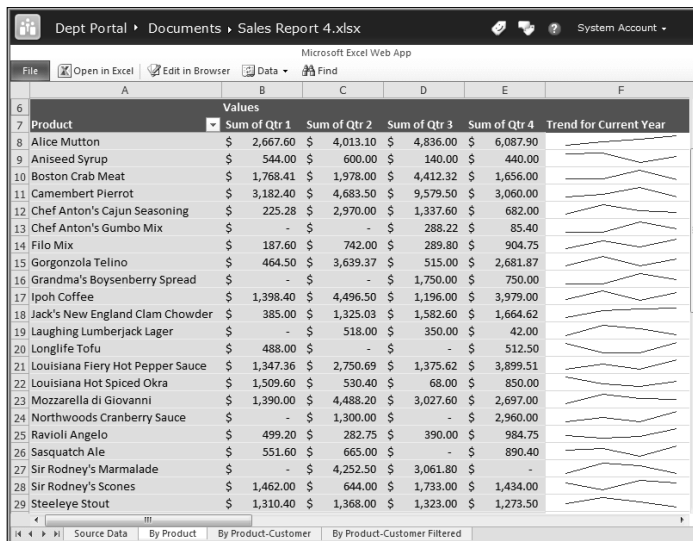 Dept Portal ▸ Documents ▸ Sales Report 4.xlsx System Account
Microsoft Excel Web App
File Open in Excel Edit in Browser Data Find
A B C D E F
6 Values
7 Product Sum of Qtr 1 Sum of Qtr 2 Sum of Qtr 3 Sum of Qtr 4 Trend for Current Year
8 Alice Mutton $ 2,667.60 $ 4,013.10 $ 4,836.00 $ 6,087.90
9 Aniseed Syrup $ 544.00 $ 600.00 $ 140.00 $ 440.00
10 Boston Crab Meat $ 1,768.41 $ 1,978.00 $ 4,412.32 $ 1,656.00
11 Camembert Pierrot $ 3,182.40 $ 4,683.50 $ 9,579.50 $ 3,060.00
12 Chef Anton's Cajun Seasoning $ 225.28 $ 2,970.00 $ 1,337.60 $ 682.00
13 Chef Anton's Gumbo Mix $ - $ - $ 288.22 $ 85.40
14 Filo Mix $ 187.60 $ 742.00 $ 289.80 $ 904.75
15 Gorgonzola Telino $ 464.50 $ 3,639.37 $ 515.00 $ 2,681.87
16 Grandma's Boysenberry Spread $ - $ - $ 1,750.00 $ 750.00
17 Ipoh Coffee $ 1,398.40 $ 4,496.50 $ 1,196.00 $ 3,979.00
18 Jack's New England Clam Chowder $ 385.00 $ 1,325.03 $ 1,582.60 $ 1,664.62
19 Laughing Lumberjack Lager $ - $ 518.00 $ 350.00 $ 42.00
20 Longlife Tofu $ 488.00 $ - $ - $ 512.50
21 Louisiana Fiery Hot Pepper Sauce $ 1,347.36 $ 2,750.69 $ 1,375.62 $ 3,899.51
22 Louisiana Hot Spiced Okra $ 1,509.60 $ 530.40 $ 68.00 $ 850.00
23 Mozzarella di Giovanni $ 1,390.00 $ 4,488.20 $ 3,027.60 $ 2,697.00
24 Northwoods Cranberry Sauce $ - $ 1,300.00 $ - $ 2,960.00
25 Ravioli Angelo $ 499.20 $ 282.75 $ 390.00 $ 984.75
26 Sasquatch Ale $ 551.60 $ 665.00 $ - $ 890.40
27 Sir Rodney's Marmalade $ - $ 4,252.50 $ 3,061.80 $ -
28 Sir Rodney's Scones $ 1,462.00 $ 644.00 $ 1,733.00 $ 1,434.00
29 Steeleye Stout $ 1,310.40 $ 1,368.00 $ 1,323.00 $ 1,273.50
Source Data By Product By Product-Customer By Product-Customer Filtered